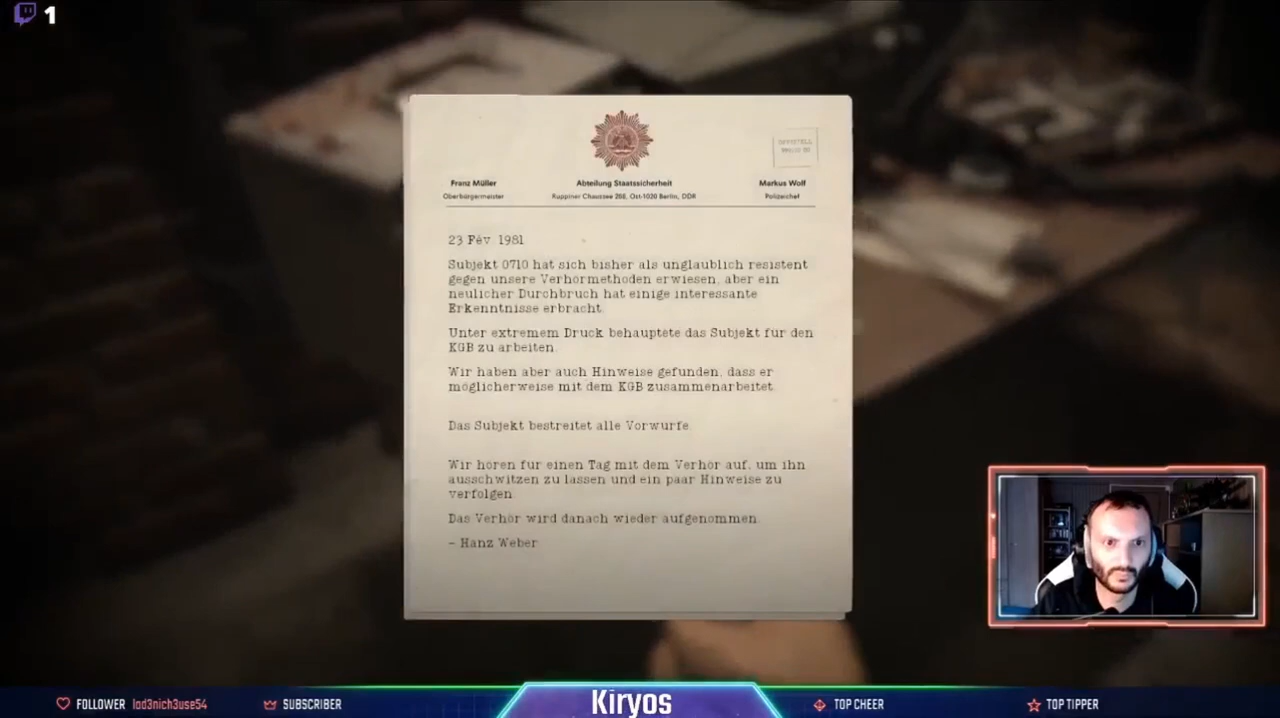 1
Franz Müller
Abteilung Staatssicherheit
Markus Wolf
Oberbürgermeister
Ruppiner Chaussee 268, Ost-1020 Berlin, DDR
Polizeichef
23 Fév. 1981
Subjekt 0710 hat sich bisher als unglaublich resistent
gegen unsere Verhörmethoden erwiesen, aber ein
neulicher Durchbruch hat einige interessante
Erkenntnisse erbracht.
Unter extremem Druck behauptete das Subjekt für den
KGB zu arbeiten.
Wir haben aber auch Hinweise gefunden, dass er
möglicherweise mit dem KGB zusammenarbeitet.
Das Subjekt bestreitet alle Vorwürfe.
Wir hören für einen Tag mit dem Verhör auf, um ihn
ausschwitzen zu lassen und ein paar Hinweise zu
verfolgen.
Das Verhör wird danach wieder aufgenommen.
- Hanz Weber
FOLLOWER lad3nich3use54
SUBSCRIBER
Kiryos
TOP CHEER
TOP TIPPER